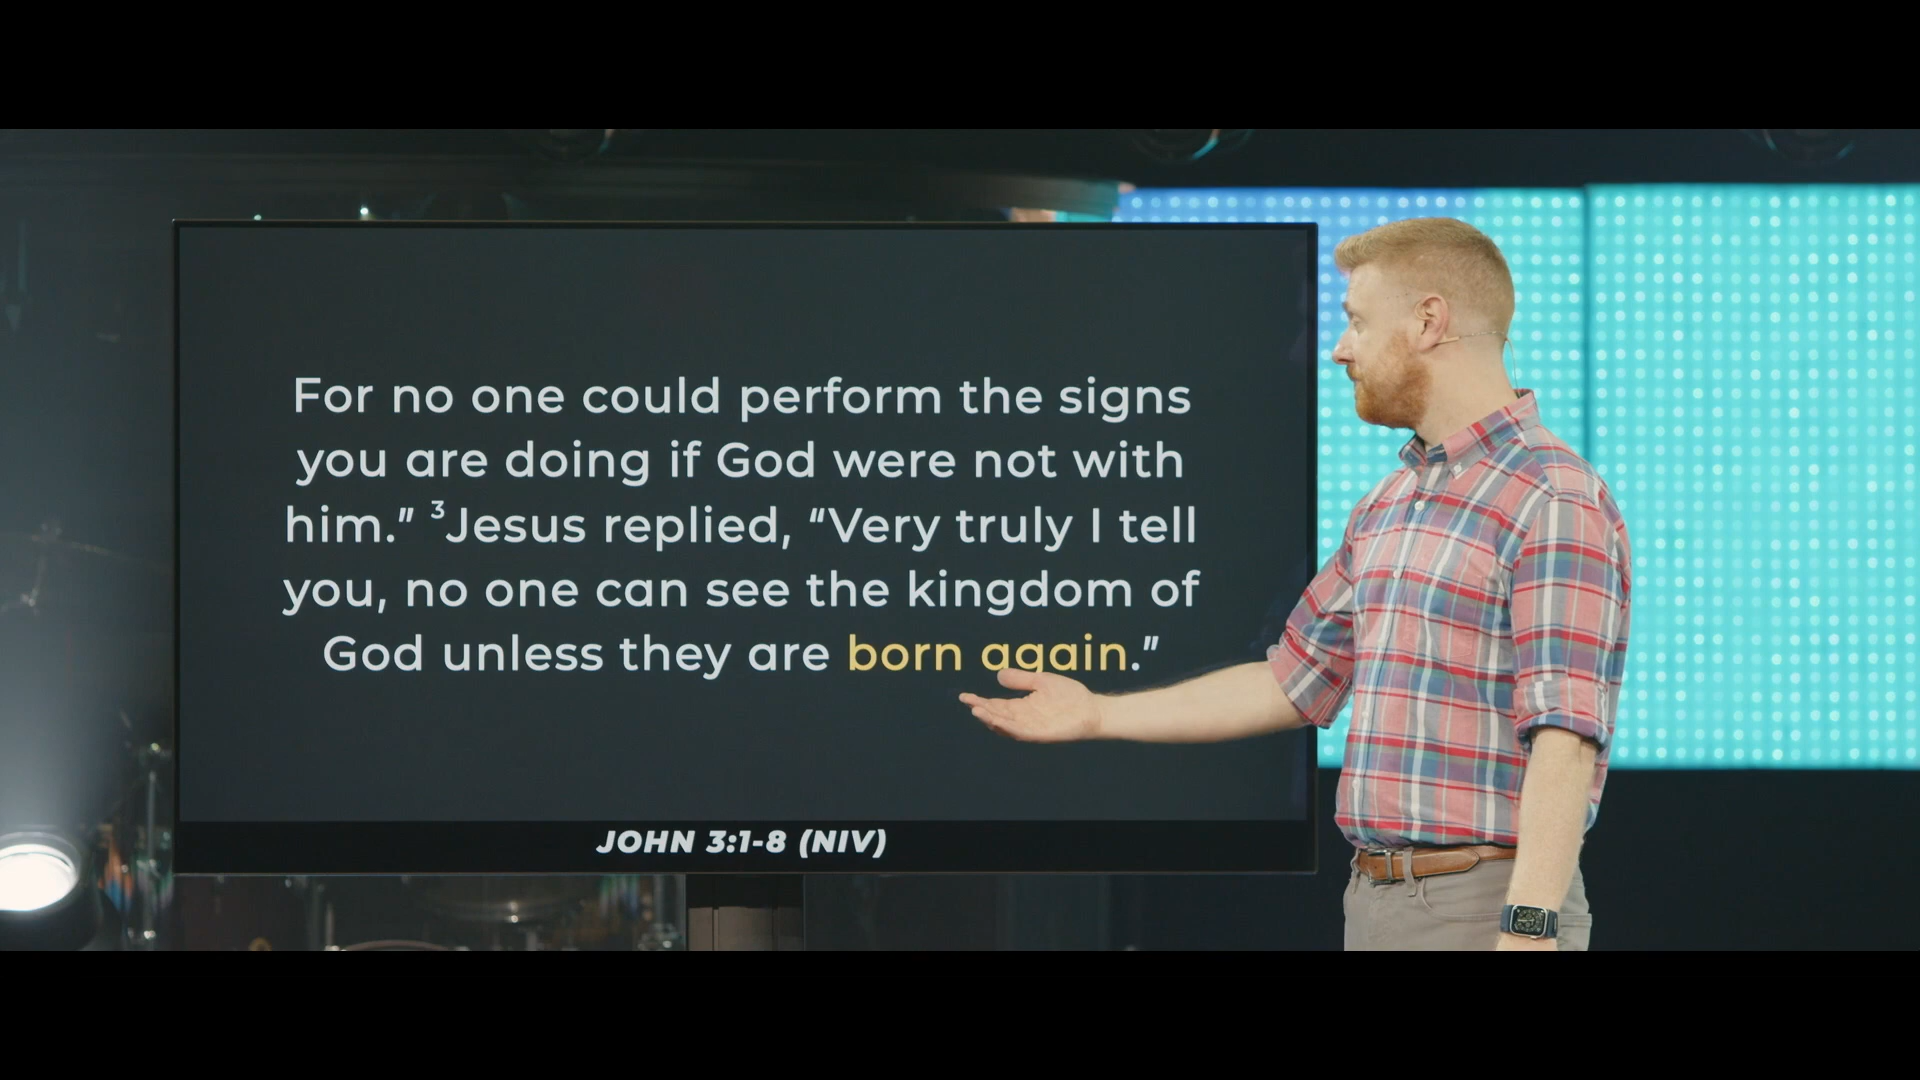 For no one could perform the signs
you are doing if God were not with
him.” ³Jesus replied, “Very truly I tell
you, no one can see the kingdom of
God unless they are born again.”
JOHN 3:1-8 (NIV)